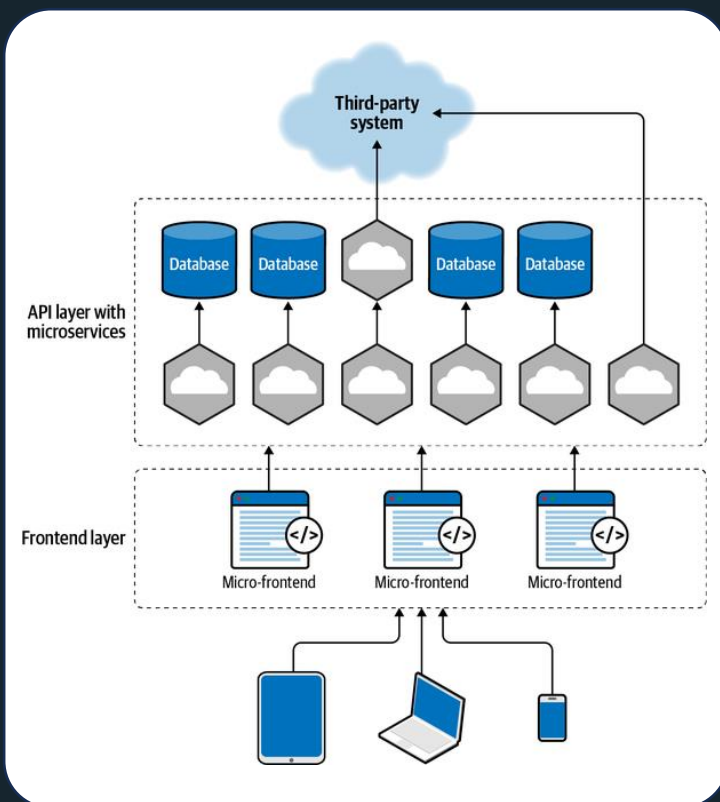 Third-party
system
Database
Database
Database
Database
API layer with
microservices
Frontend layer
</>
</>
</>
Micro-frontend
Micro-frontend
Micro-frontend